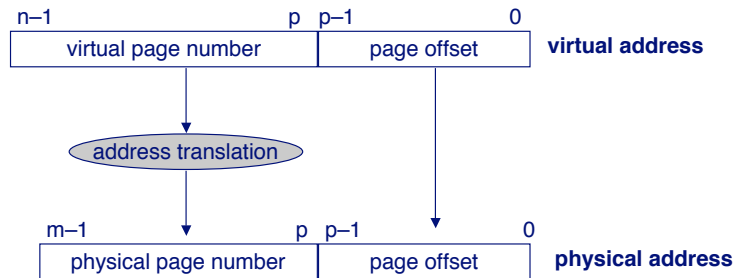 n–1 p p–1 0
virtual page number page offset virtual address
address translation
m–1 p p–1 0
physical page number page offset physical address